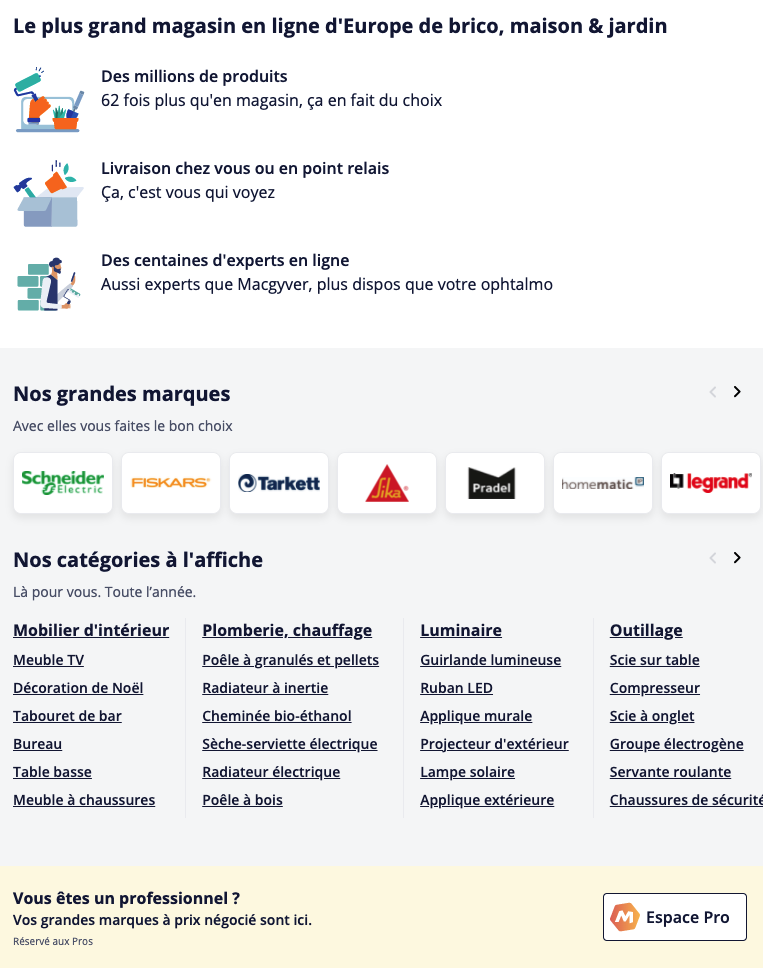 Le plus grand magasin en ligne d'Europe de brico, maison & jardin
Des millions de produits
62 fois plus qu'en magasin, ça en fait du choix
Livraison chez vous ou en point relais
Ça, c'est vous qui voyez
Des centaines d'experts en ligne
Aussi experts que Macgyver, plus dispos que votre ophtalmo
Nos grandes marques
Avec elles vous faites le bon choix
Schneider
Electric
FISKARS®
Tarkett
Sika®
Pradel
homematic IP
legrand®
Nos catégories à l'affiche
Là pour vous. Toute l’année.
Mobilier d'intérieur
Meuble TV
Décoration de Noël
Tabouret de bar
Bureau
Table basse
Meuble à chaussures
Plomberie, chauffage
Poêle à granulés et pellets
Radiateur à inertie
Cheminée bio-éthanol
Sèche-serviette électrique
Radiateur électrique
Poêle à bois
Luminaire
Guirlande lumineuse
Ruban LED
Applique murale
Projecteur d'extérieur
Lampe solaire
Applique extérieure
Outillage
Scie sur table
Compresseur
Scie à onglet
Groupe électrogène
Servante roulante
Chaussures de sécurité
Vous êtes un professionnel ?
Vos grandes marques à prix négocié sont ici.
Réservé aux Pros
M Espace Pro